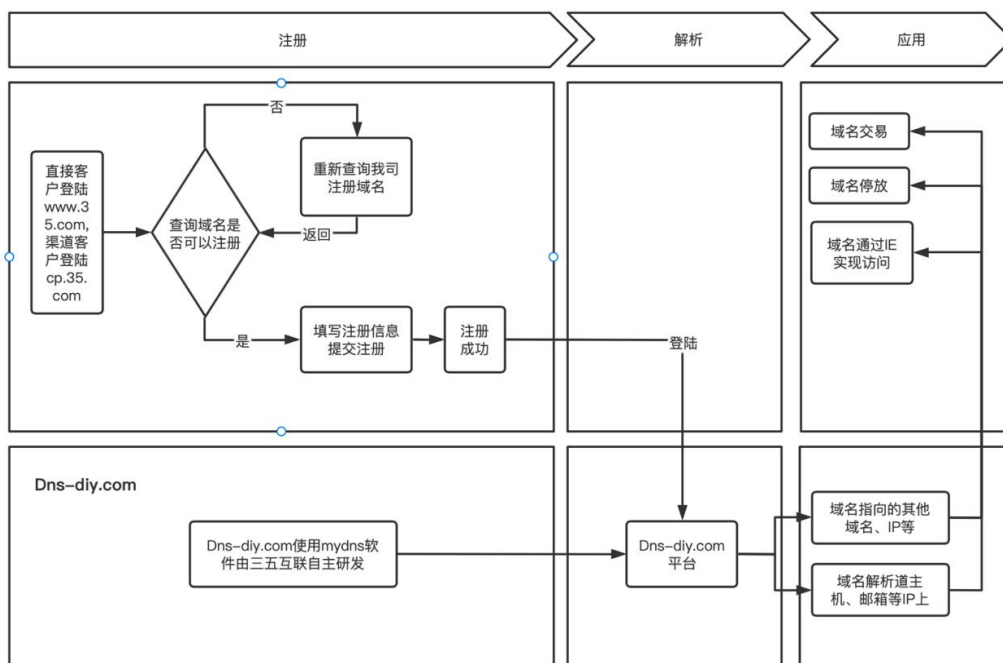 注册
解析
应用
否
直接客
户登陆
www.3
5.com,
渠道客
户登陆
cp.35.
com
查询域名是
否可以注册
重新查询我司
注册域名
返回
是
填写注册信息
提交注册
注册
成功
登陆
域名交易
域名停放
域名通过IE
实现访问
Dns-diy.com
Dns-diy.com使用mydns软
件由三五互联自主研发
Dns-diy.com
平台
域名指向的其他
域名、IP等
域名解析道主
机、邮箱等IP上